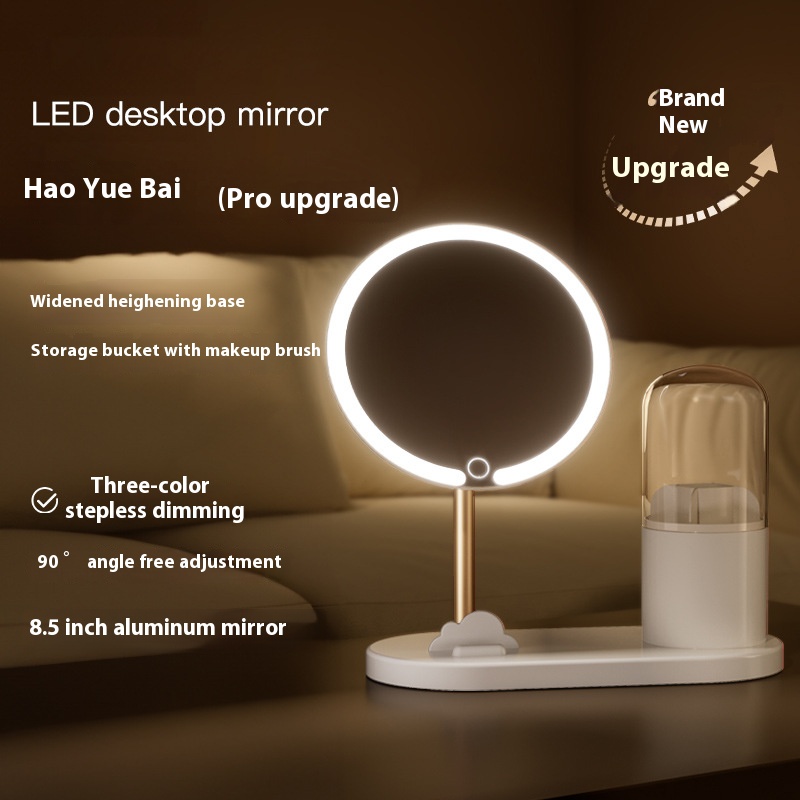 LED desktop mirror
Brand
New
Upgrade
Hao Yue Bai (Pro upgrade)
Widened heighening base
Storage bucket with makeup brush
Three-color
stepless dimming
90° angle free adjustment
8.5 inch aluminum mirror